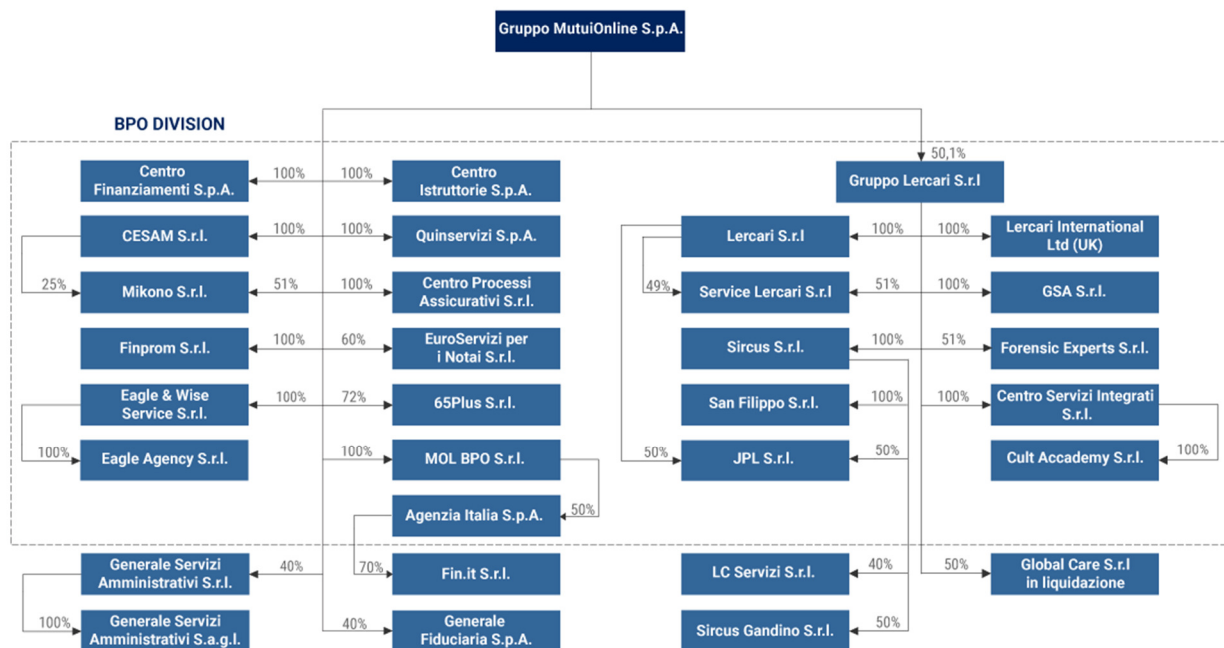 Gruppo MutuiOnline S.p.A.
BPO DIVISION
50,1%
Centro
Finanziamenti S.p.A.
100%
100%
Centro
Istruttorie S.p.A.
Gruppo Lercari S.r.l
CESAM S.r.l.
100%
100%
Quinservizi S.p.A.
Lercari S.r.l
100%
100%
Lercari International
Ltd (UK)
25%
Mikono S.r.l.
51%
100%
Centro Processi
Assicurativi S.r.l.
49%
Service Lercari S.r.l
51%
100%
GSA S.r.l.
Finprom S.r.l.
100%
60%
EuroServizi per
i Notai S.r.l.
Sircus S.r.l.
100%
51%
Forensic Experts S.r.l.
Eagle & Wise
Service S.r.l.
100%
72%
65Plus S.r.l.
San Filippo S.r.l.
100%
100%
Centro Servizi Integrati
S.r.l.
100%
Eagle Agency S.r.l.
100%
MOL BPO S.r.l.
50%
JPL S.r.l.
50%
Cult Accademy S.r.l.
100%
Agenzia Italia S.p.A.
50%
Generale Servizi
Amministrativi S.r.l.
40%
70%
Fin.it S.r.l.
LC Servizi S.r.l.
40%
50%
Global Care S.r.l
in liquidazione
100%
Generale Servizi
Amministrativi S.a.g.l.
40%
Generale
Fiduciaria S.p.A.
Sircus Gandino S.r.l.
50%